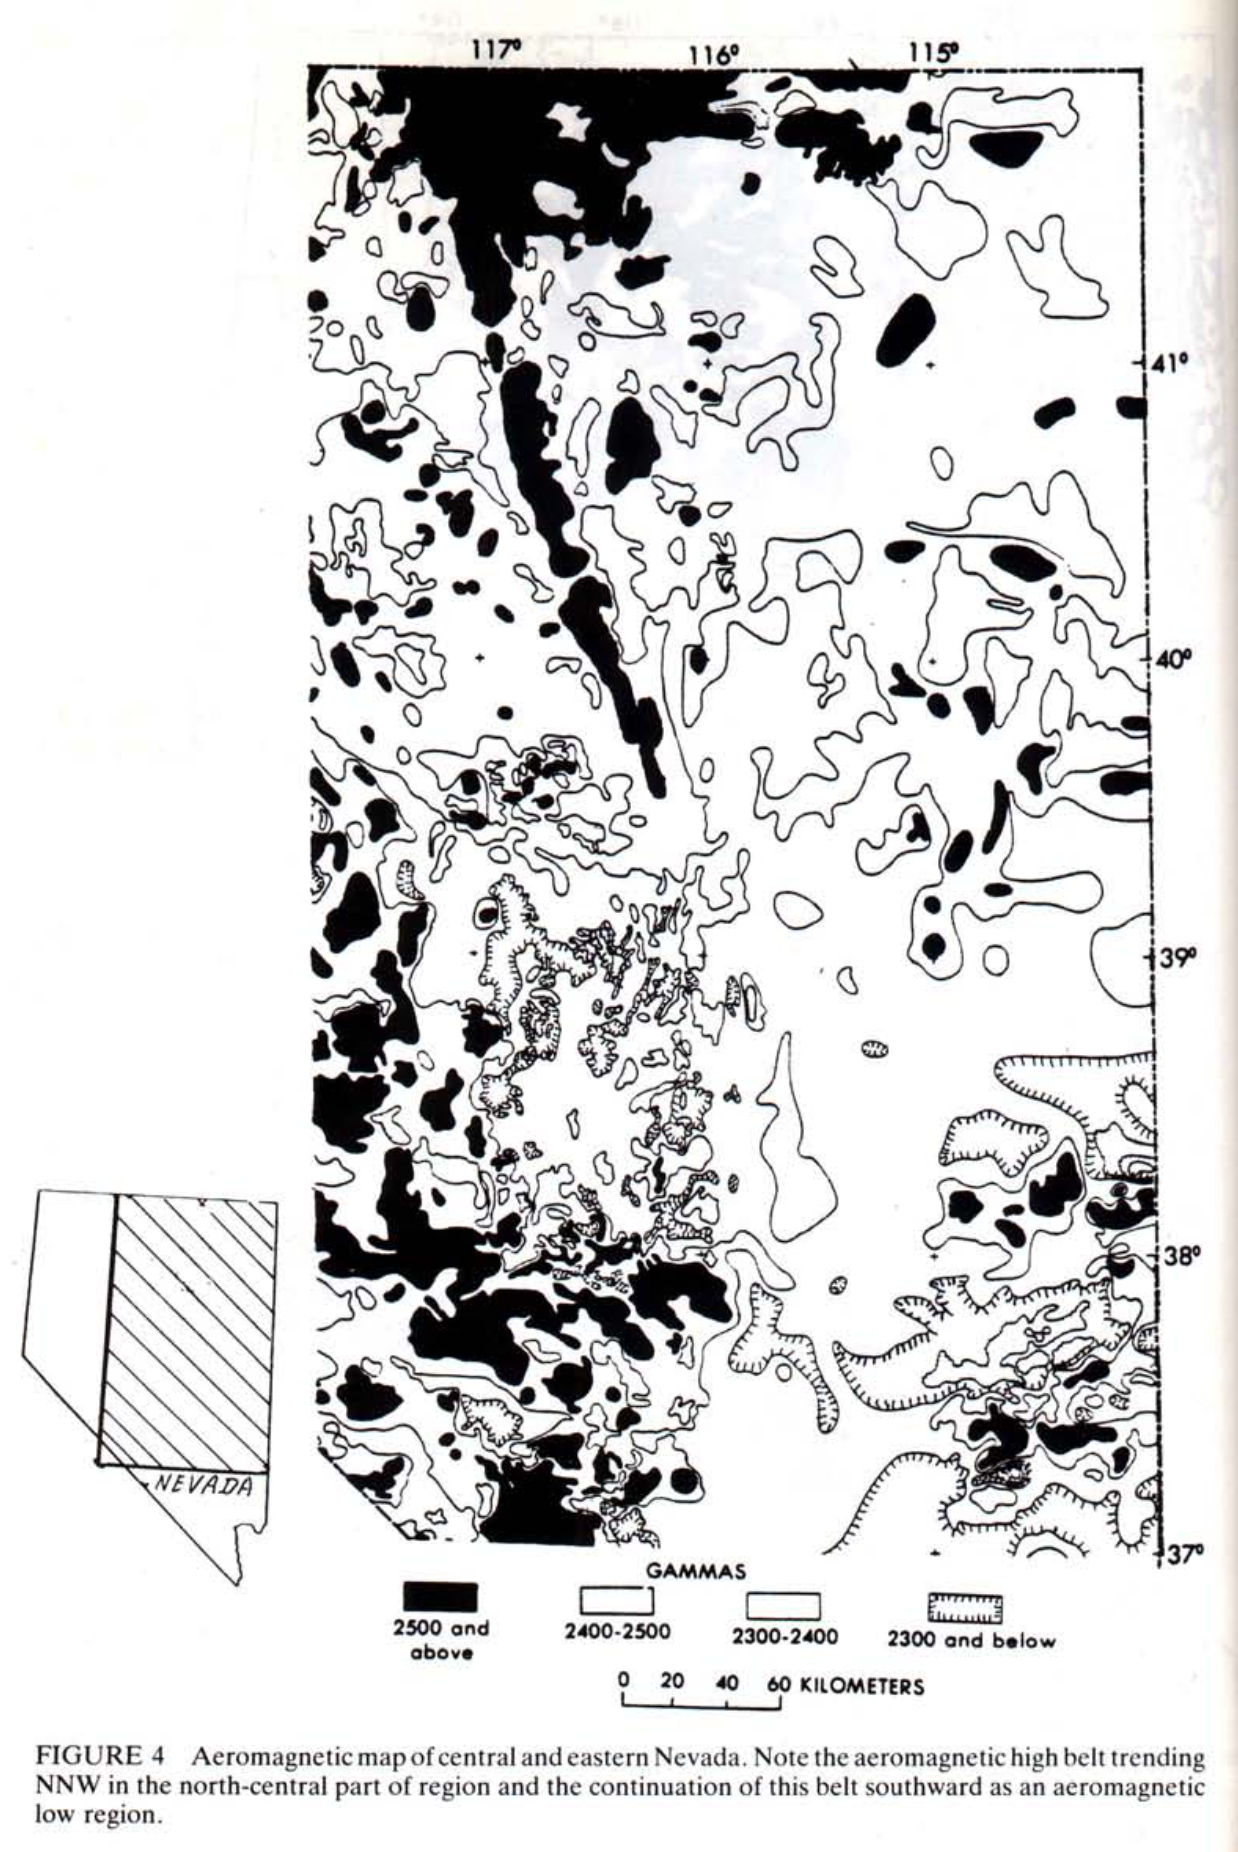 117° 116° 115°
41°
40°
39°
38°
37°
NEVADA
GAMMAS
2500 and above
2400-2500
2300-2400
2300 and below
0 20 40 60 KILOMETERS
FIGURE 4 Aeromagnetic map of central and eastern Nevada. Note the aeromagnetic high belt trending
NNW in the north-central part of region and the continuation of this belt southward as an aeromagnetic
low region.